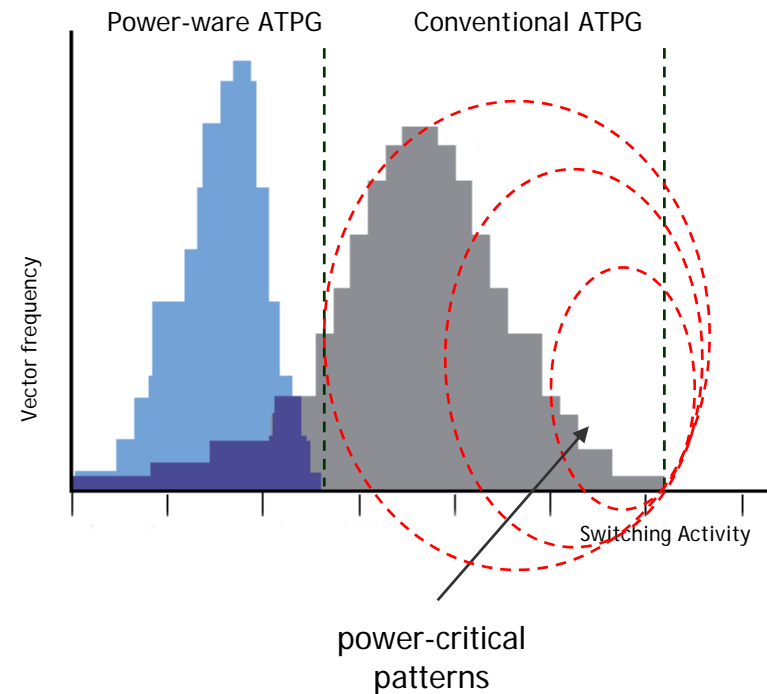 Power-ware ATPG
Conventional ATPG
Vector frequency
Switching Activity
power-critical
patterns